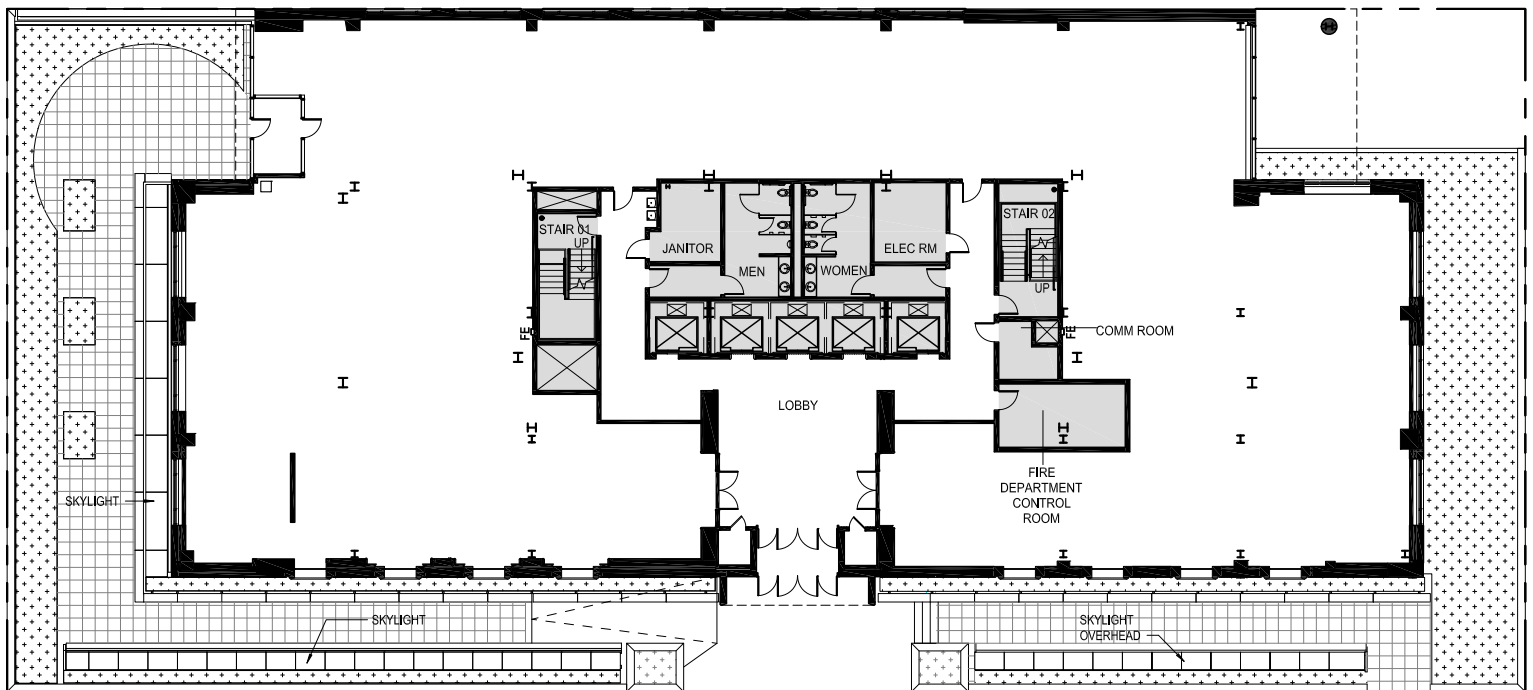 STAIR 01
UP
JANITOR
MEN
WOMEN
ELEC RM
STAIR 02
UP
FE
FE
COMM ROOM
LOBBY
FIRE
DEPARTMENT
CONTROL
ROOM
SKYLIGHT
SKYLIGHT
SKYLIGHT
OVERHEAD